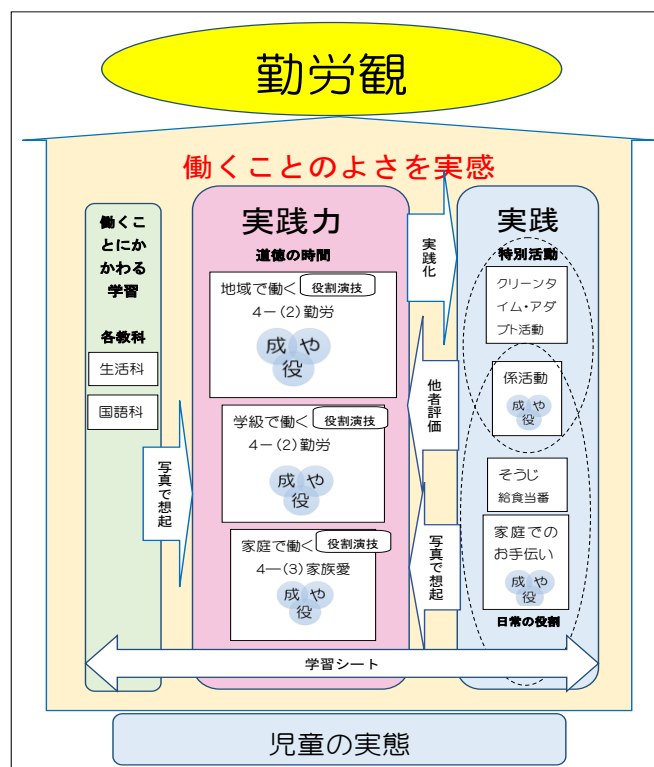 勤労観
働くことのよさを実感
働くこ
とにか
かわる
学習
各教科
生活科
国語科
写真で想起
実践力
道徳の時間
地域で働く 役割演技
4－(2)勤労
成 や
役
学級で働く 役割演技
4－(2)勤労
成 や
役
家庭で働く 役割演技
4―(3)家族愛
成 や
役
実践化
他者評価
写真で想起
実践
特別活動
クリーンタ
イム・アダ
プト活動
係活動
成 や
役
そうじ
給食当番
家庭での
お手伝い
成 や
役
日常の役割
学習シート
児童の実態